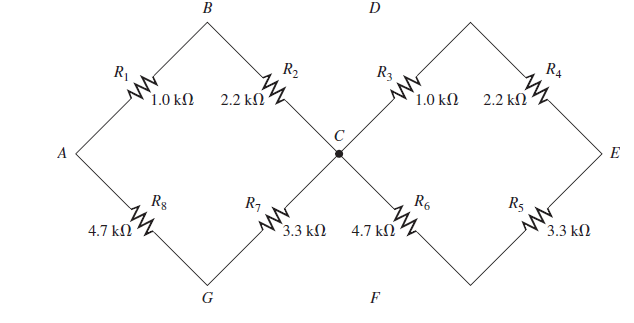 B D
R1 R2 R3 R4
1.0 kΩ 2.2 kΩ 1.0 kΩ 2.2 kΩ
C
A E
R8 R7 R6 R5
4.7 kΩ 3.3 kΩ 4.7 kΩ 3.3 kΩ
G F